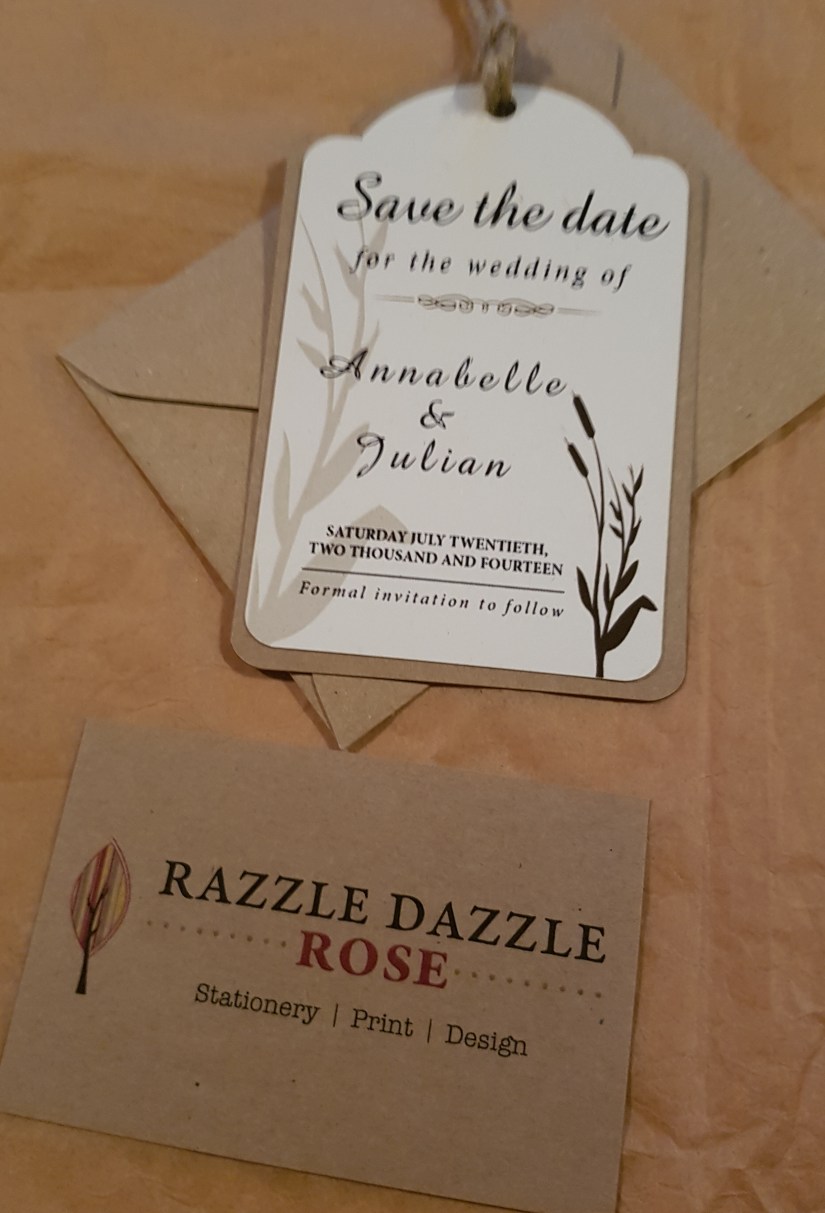 Save the date
for the wedding of
Annabelle
&
Julian
SATURDAY JULY TWENTIETH,
TWO THOUSAND AND FOURTEEN
Formal invitation to follow
RAZZLE DAZZLE
ROSE
Stationery | Print | Design